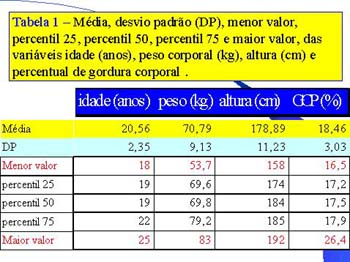 Tabela 1 – Média, desvio padrão (DP), menor valor,
percentil 25, percentil 50, percentil 75 e maior valor, das
variáveis idade (anos), peso corporal (kg), altura (cm) e
percentual de gordura corporal .
idade (anos) peso (kg) altura (cm) GCP (%)
Média 20,56 70,79 178,89 18,46
DP 2,35 9,13 11,23 3,03
Menor valor 18 53,7 158 16,5
percentil 25 19 69,6 174 17,2
percentil 50 19 69,8 184 17,5
percentil 75 22 79,2 185 17,9
Maior valor 25 83 192 26,4